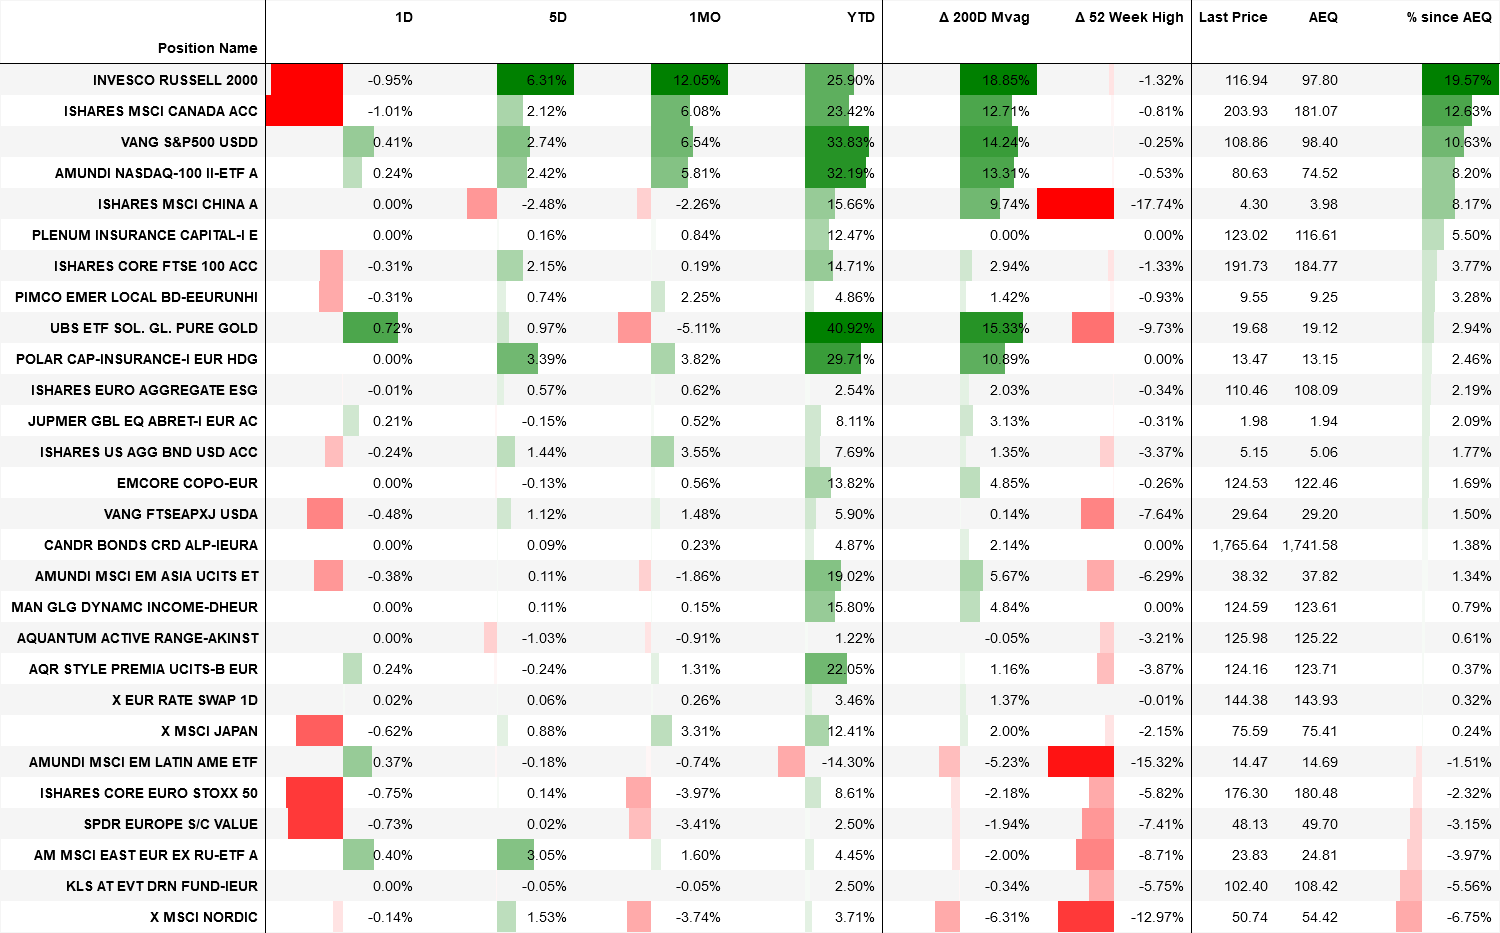 1D 5D 1MO YTD Δ 200D Mvag Δ 52 Week High Last Price AEQ % since AEQ
Position Name
INVESCO RUSSELL 2000 -0.95% 6.31% 12.05% 25.90% 18.85% -1.32% 116.94 97.80 19.57%
ISHARES MSCI CANADA ACC -1.01% 2.12% 6.08% 23.42% 12.71% -0.81% 203.93 181.07 12.63%
VANG S&P500 USDD 0.41% 2.74% 6.54% 33.83% 14.24% -0.25% 108.86 98.40 10.63%
AMUNDI NASDAQ-100 II-ETF A 0.24% 2.42% 5.81% 32.19% 13.31% -0.53% 80.63 74.52 8.20%
ISHARES MSCI CHINA A 0.00% -2.48% -2.26% 15.66% 9.74% -17.74% 4.30 3.98 8.17%
PLENUM INSURANCE CAPITAL-I E 0.00% 0.16% 0.84% 12.47% 0.00% 0.00% 123.02 116.61 5.50%
ISHARES CORE FTSE 100 ACC -0.31% 2.15% 0.19% 14.71% 2.94% -1.33% 191.73 184.77 3.77%
PIMCO EMER LOCAL BD-EEURUNHI -0.31% 0.74% 2.25% 4.86% 1.42% -0.93% 9.55 9.25 3.28%
UBS ETF SOL. GL. PURE GOLD 0.72% 0.97% -5.11% 40.92% 15.33% -9.73% 19.68 19.12 2.94%
POLAR CAP-INSURANCE-I EUR HDG 0.00% 3.39% 3.82% 29.71% 10.89% 0.00% 13.47 13.15 2.46%
ISHARES EURO AGGREGATE ESG -0.01% 0.57% 0.62% 2.54% 2.03% -0.34% 110.46 108.09 2.19%
JUPMER GBL EQ ABRET-I EUR AC 0.21% -0.15% 0.52% 8.11% 3.13% -0.31% 1.98 1.94 2.09%
ISHARES US AGG BND USD ACC -0.24% 1.44% 3.55% 7.69% 1.35% -3.37% 5.15 5.06 1.77%
EMCORE COPO-EUR 0.00% -0.13% 0.56% 13.82% 4.85% -0.26% 124.53 122.46 1.69%
VANG FTSEAPXJ USDA -0.48% 1.12% 1.48% 5.90% 0.14% -7.64% 29.64 29.20 1.50%
CANDR BONDS CRD ALP-IEURA 0.00% 0.09% 0.23% 4.87% 2.14% 0.00% 1,765.64 1,741.58 1.38%
AMUNDI MSCI EM ASIA UCITS ET -0.38% 0.11% -1.86% 19.02% 5.67% -6.29% 38.32 37.82 1.34%
MAN GLG DYNAMC INCOME-DHEUR 0.00% 0.11% 0.15% 15.80% 4.84% 0.00% 124.59 123.61 0.79%
AQUANTUM ACTIVE RANGE-AKINST 0.00% -1.03% -0.91% 1.22% -0.05% -3.21% 125.98 125.22 0.61%
AQR STYLE PREMIA UCITS-B EUR 0.24% -0.24% 1.31% 22.05% 1.16% -3.87% 124.16 123.71 0.37%
X EUR RATE SWAP 1D 0.02% 0.06% 0.26% 3.46% 1.37% -0.01% 144.38 143.93 0.32%
X MSCI JAPAN -0.62% 0.88% 3.31% 12.41% 2.00% -2.15% 75.59 75.41 0.24%
AMUNDI MSCI EM LATIN AME ETF 0.37% -0.18% -0.74% -14.30% -5.23% -15.32% 14.47 14.69 -1.51%
ISHARES CORE EURO STOXX 50 -0.75% 0.14% -3.97% 8.61% -2.18% -5.82% 176.30 180.48 -2.32%
SPDR EUROPE S/C VALUE -0.73% 0.02% -3.41% 2.50% -1.94% -7.41% 48.13 49.70 -3.15%
AM MSCI EAST EUR EX RU-ETF A 0.40% 3.05% 1.60% 4.45% -2.00% -8.71% 23.83 24.81 -3.97%
KLS AT EVT DRN FUND-IEUR 0.00% -0.05% -0.05% 2.50% -0.34% -5.75% 102.40 108.42 -5.56%
X MSCI NORDIC -0.14% 1.53% -3.74% 3.71% -6.31% -12.97% 50.74 54.42 -6.75%